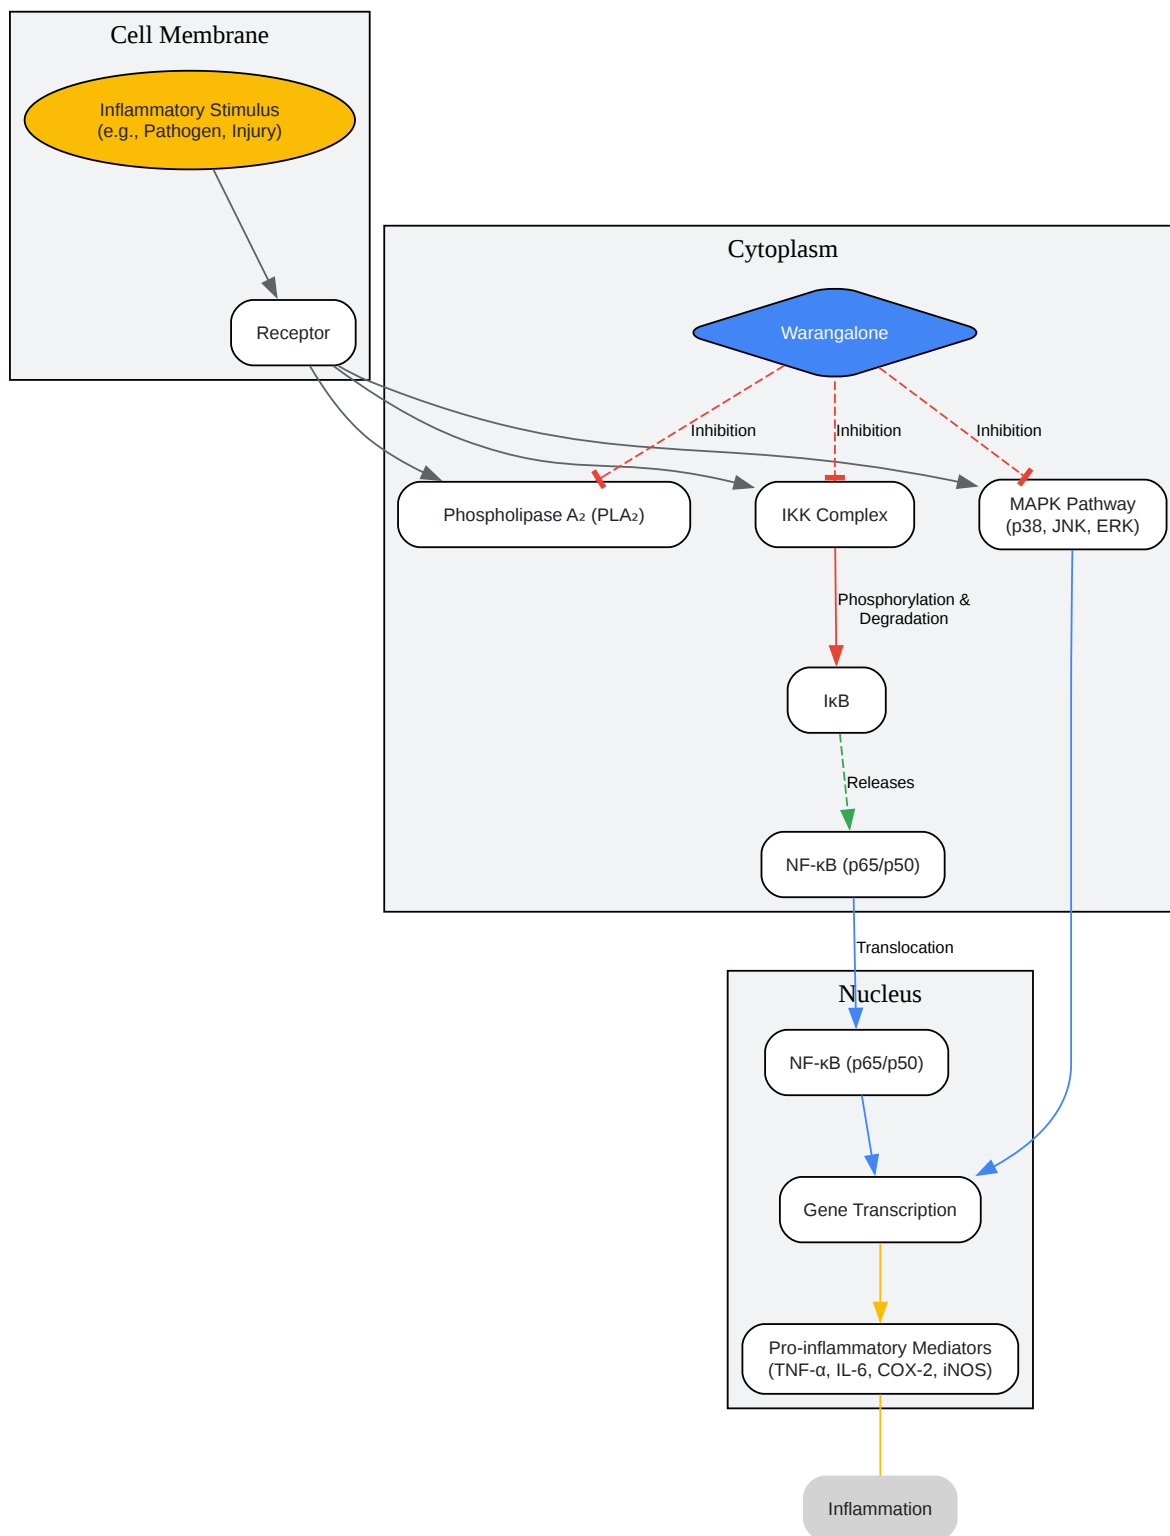 Cell Membrane
Inflammatory Stimulus
(e.g., Pathogen, Injury)
Receptor
Cytoplasm
Warangalone
Inhibition
Inhibition
Inhibition
Phospholipase A₂ (PLA₂)
IKK Complex
MAPK Pathway
(p38, JNK, ERK)
Phosphorylation &
Degradation
IκB
Releases
NF-κB (p65/p50)
Translocation
Nucleus
NF-κB (p65/p50)
Gene Transcription
Pro-inflammatory Mediators
(TNF-α, IL-6, COX-2, iNOS)
Inflammation